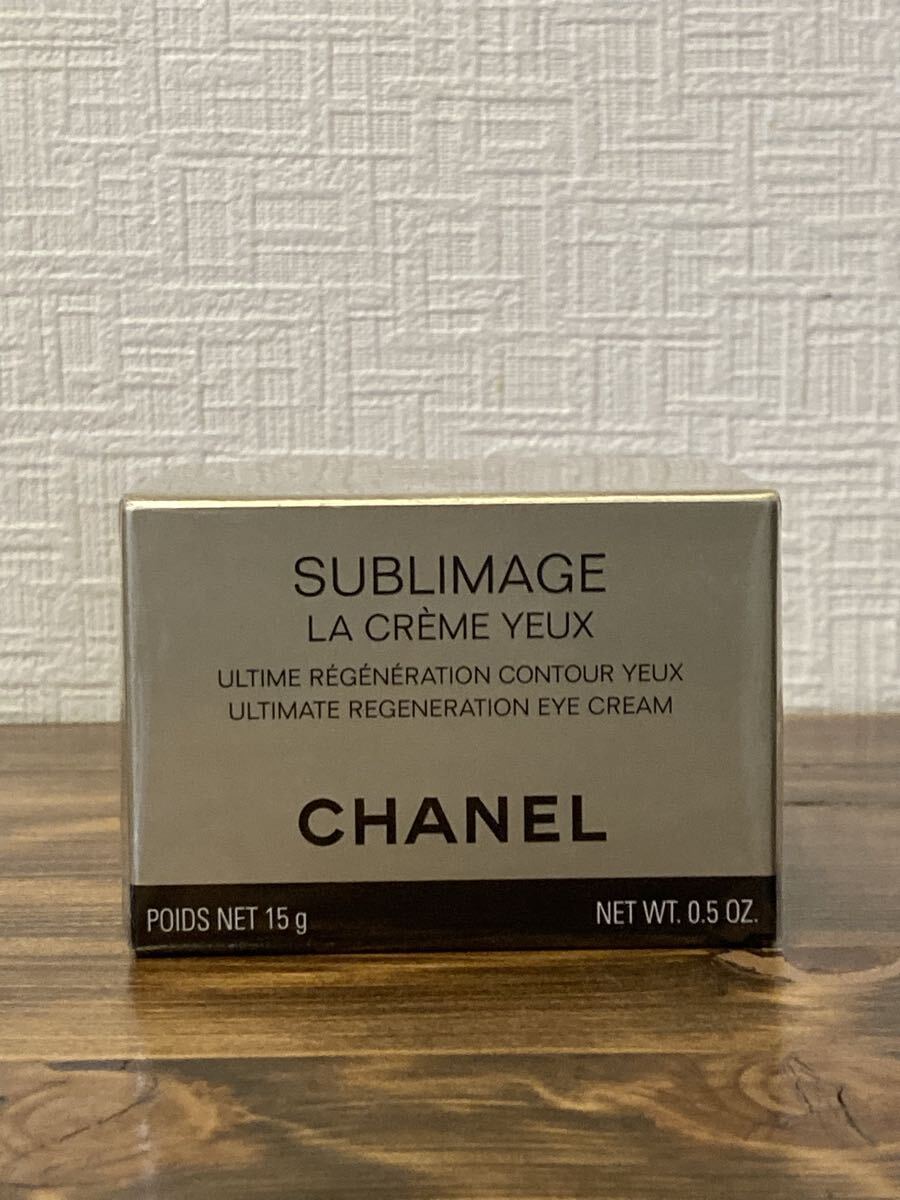 SUBLIMAGE
LA CRÈME YEUX
ULTIME RÉGÉNÉRATION CONTOUR YEUX
ULTIMATE REGENERATION EYE CREAM
CHANEL
POIDS NET 15 g NET WT. 0.5 OZ.